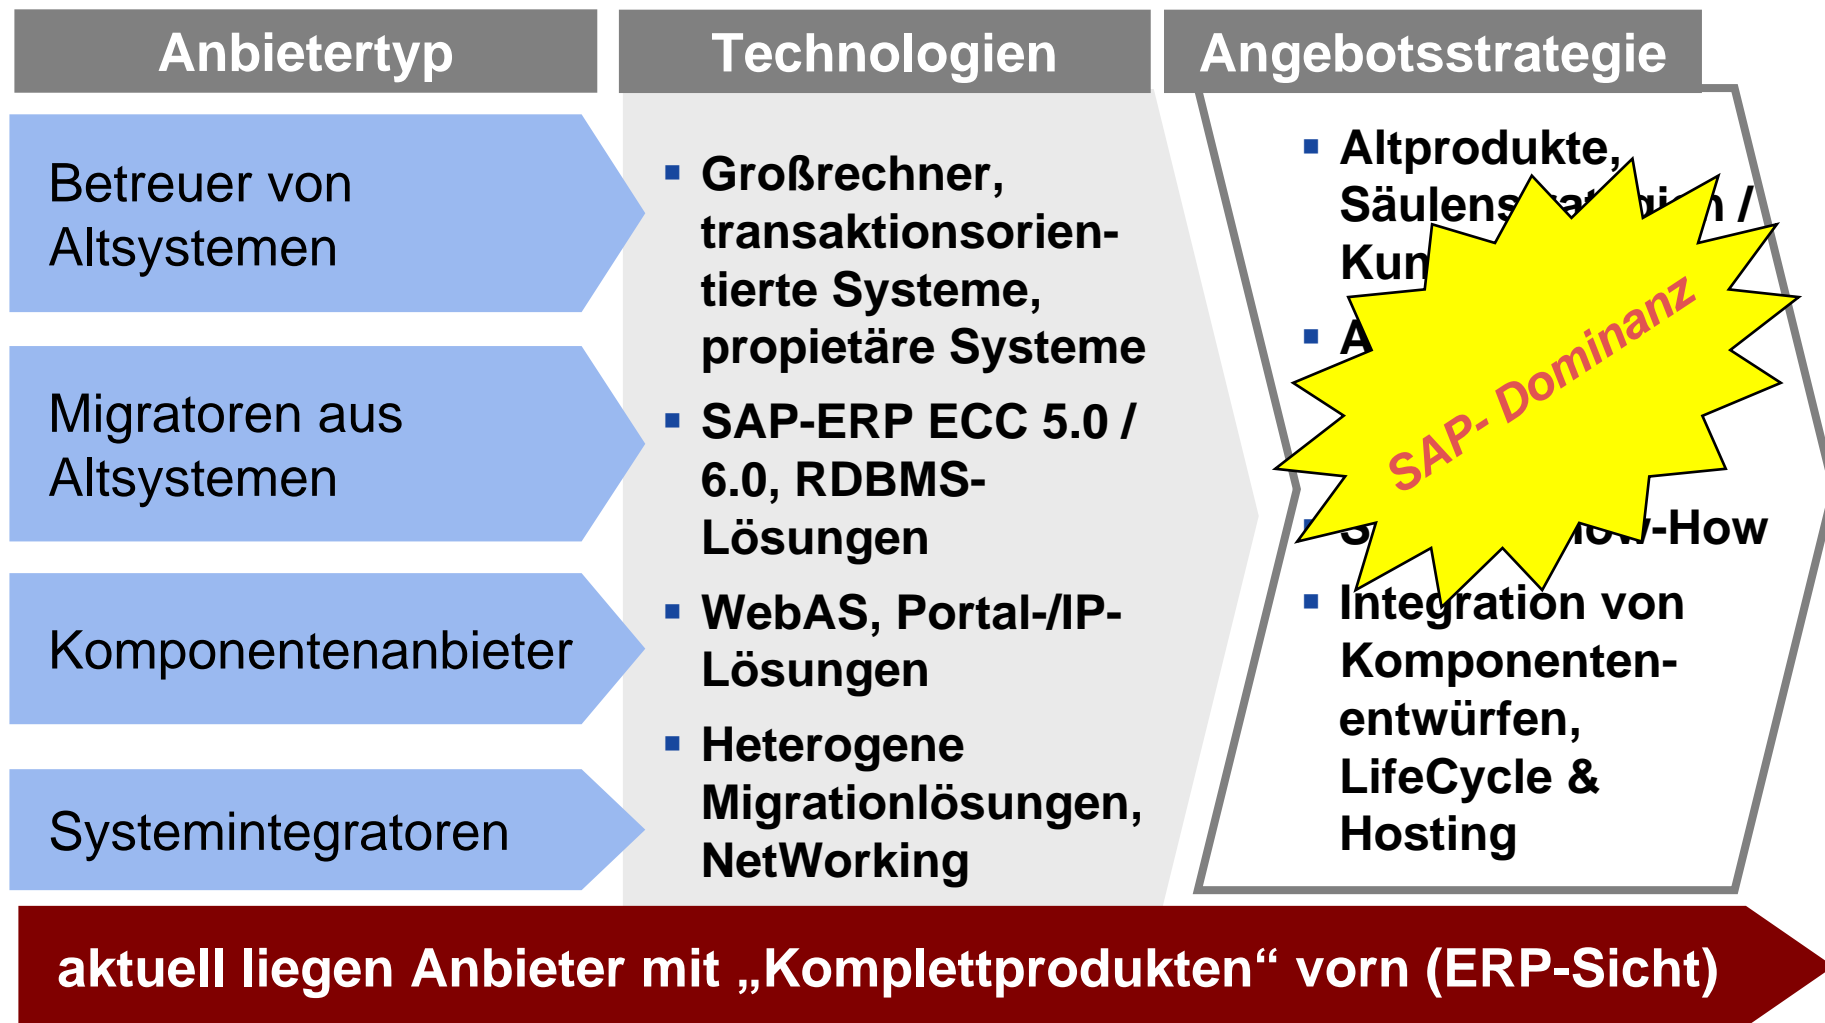 Anbietertyp
Technologien
Angebotsstrategie
Betreuer von
Altsystemen
Migratoren aus
Altsystemen
Komponentenanbieter
Systemintegratoren
▪ Großrechner,
transaktionsorien-
tierte Systeme,
propietäre Systeme
▪ SAP-ERP ECC 5.0 /
6.0, RDBMS-
Lösungen
▪ WebAS, Portal-/IP-
Lösungen
▪ Heterogene
Migrationlösungen,
NetWorking
▪ Altprodukte,
/
SAP- Dominanz
-How
▪ Integration von
Komponenten-
entwürfen,
LifeCycle &
Hosting
aktuell liegen Anbieter mit „Komplettprodukten“ vorn (ERP-Sicht)